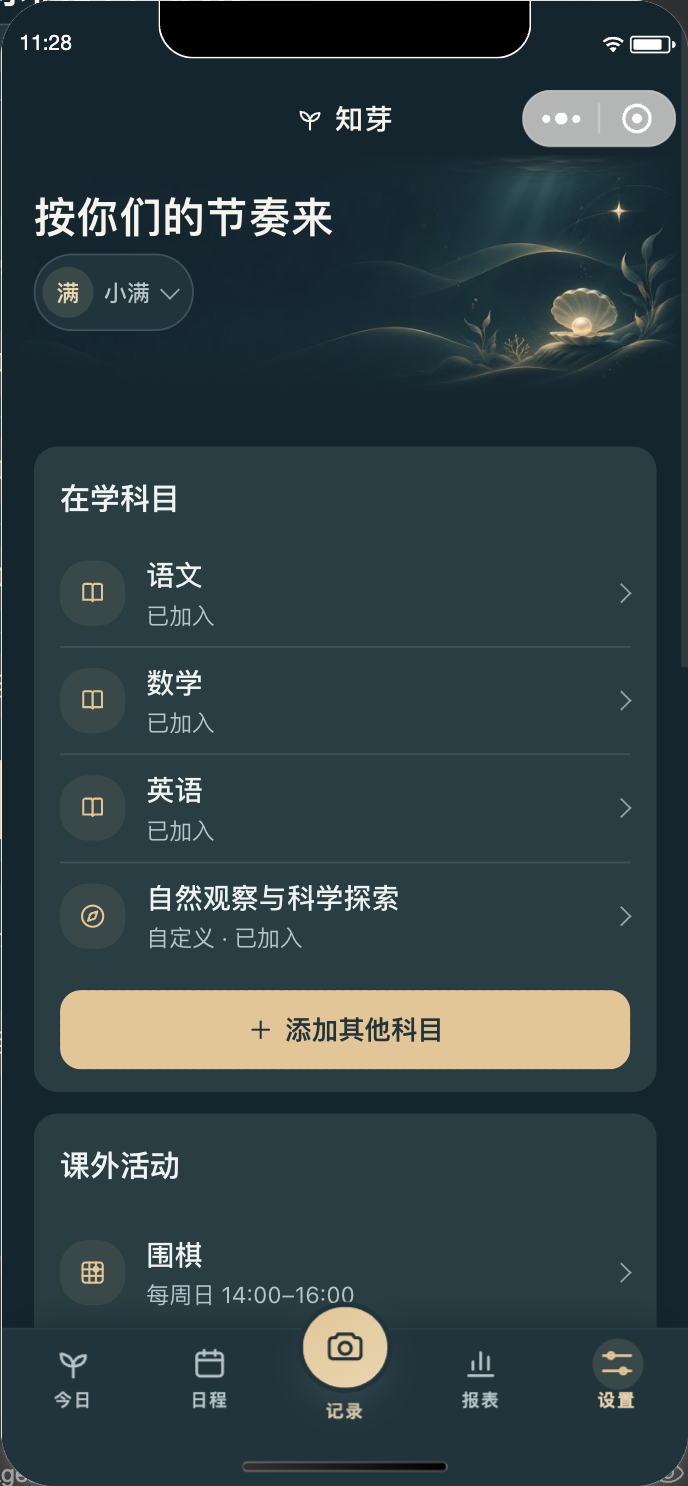 11:28
知芽
按你们的节奏来
满 小满
在学科目
语文
已加入
数学
已加入
英语
已加入
自然观察与科学探索
自定义 · 已加入
+ 添加其他科目
课外活动
围棋
每周日 14:00–16:00
今日 日程 记录 报表 设置